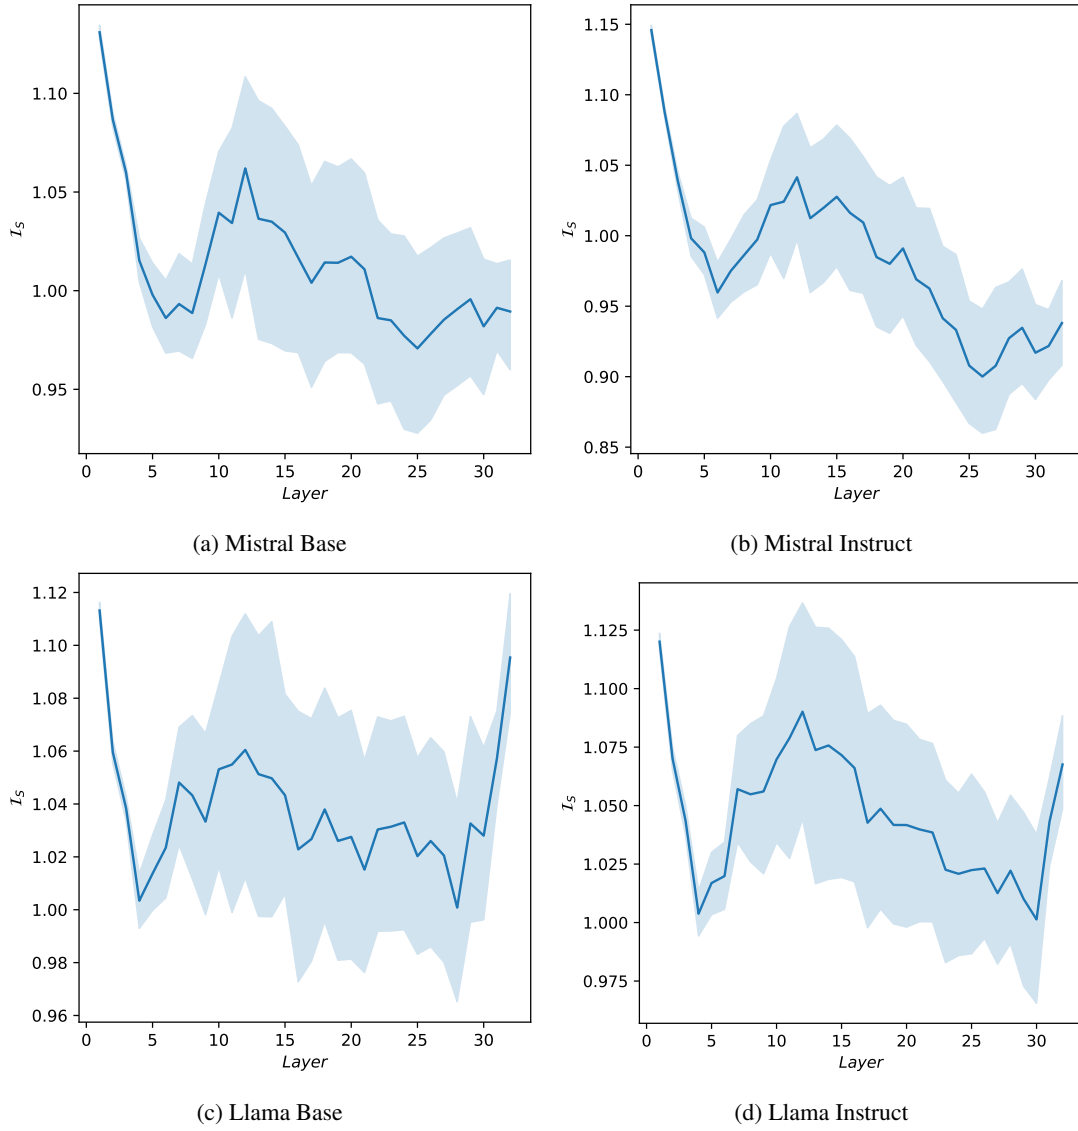 1.10
1.05
1.00
0.95
0 5 10 15 20 25 30
Layer
I_S
(a) Mistral Base
1.15
1.10
1.05
1.00
0.95
0.90
0.85
0 5 10 15 20 25 30
Layer
I_S
(b) Mistral Instruct
1.12
1.10
1.08
1.06
1.04
1.02
1.00
0.98
0.96
0 5 10 15 20 25 30
Layer
I_S
(c) Llama Base
1.125
1.100
1.075
1.050
1.025
1.000
0.975
0 5 10 15 20 25 30
Layer
I_S
(d) Llama Instruct